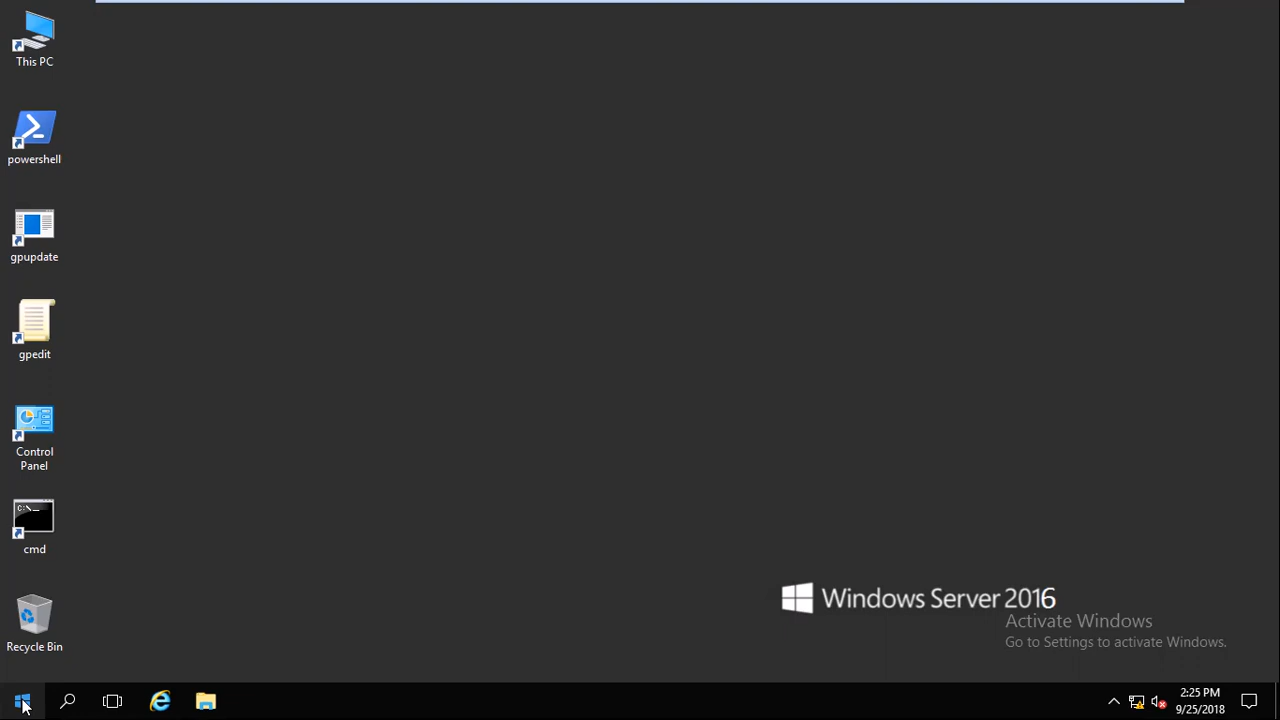 This PC
powershell
gpupdate
gpedit
Control
Panel
C:\>_
cmd
Recycle Bin
Windows Server 2016
Activate Windows
Go to Settings to activate Windows.
2:25 PM
9/25/2018